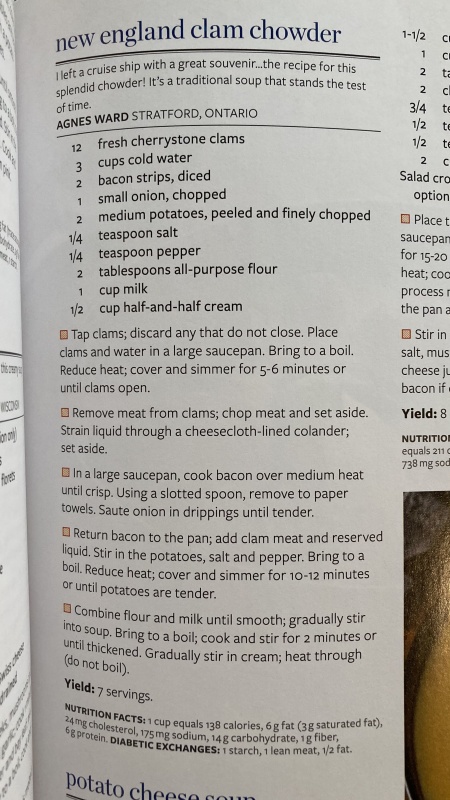 new england clam chowder
I left a cruise ship with a great souvenir...the recipe for this
splendid chowder! It's a traditional soup that stands the test
of time.
AGNES WARD STRATFORD, ONTARIO
12 fresh cherrystone clams
3 cups cold water
2 bacon strips, diced
1 small onion, chopped
2 medium potatoes, peeled and finely chopped
1/4 teaspoon salt
1/4 teaspoon pepper
2 tablespoons all-purpose flour
1 cup milk
1/2 cup half-and-half cream
Tap clams; discard any that do not close. Place
clams and water in a large saucepan. Bring to a boil.
Reduce heat; cover and simmer for 5-6 minutes or
until clams open.
Remove meat from clams; chop meat and set aside.
Strain liquid through a cheesecloth-lined colander;
set aside.
In a large saucepan, cook bacon over medium heat
until crisp. Using a slotted spoon, remove to paper
towels. Saute onion in drippings until tender.
Return bacon to the pan; add clam meat and reserved
liquid. Stir in the potatoes, salt and pepper. Bring to a
boil. Reduce heat; cover and simmer for 10-12 minutes
or until potatoes are tender.
Combine flour and milk until smooth; gradually stir
into soup. Bring to a boil; cook and stir for 2 minutes or
until thickened. Gradually stir in cream; heat through
(do not boil).
Yield: 7 servings.
NUTRITION FACTS: 1 cup equals 138 calories, 6 g fat (3 g saturated fat),
24 mg cholesterol, 175 mg sodium, 14 g carbohydrate, 1 g fiber,
6 g protein. DIABETIC EXCHANGES: 1 starch, 1 lean meat, 1/2 fat.
potato cheese soup
1-1/2
1
2
2
3/4
1/2
1/2
2
Salad
option
Place
saucepan
for 15-20
heat;
process
the pan
Stir in
salt,
cheese
bacon if
Yield: 8
equals 211
738 mg
WISCONSIN
florets